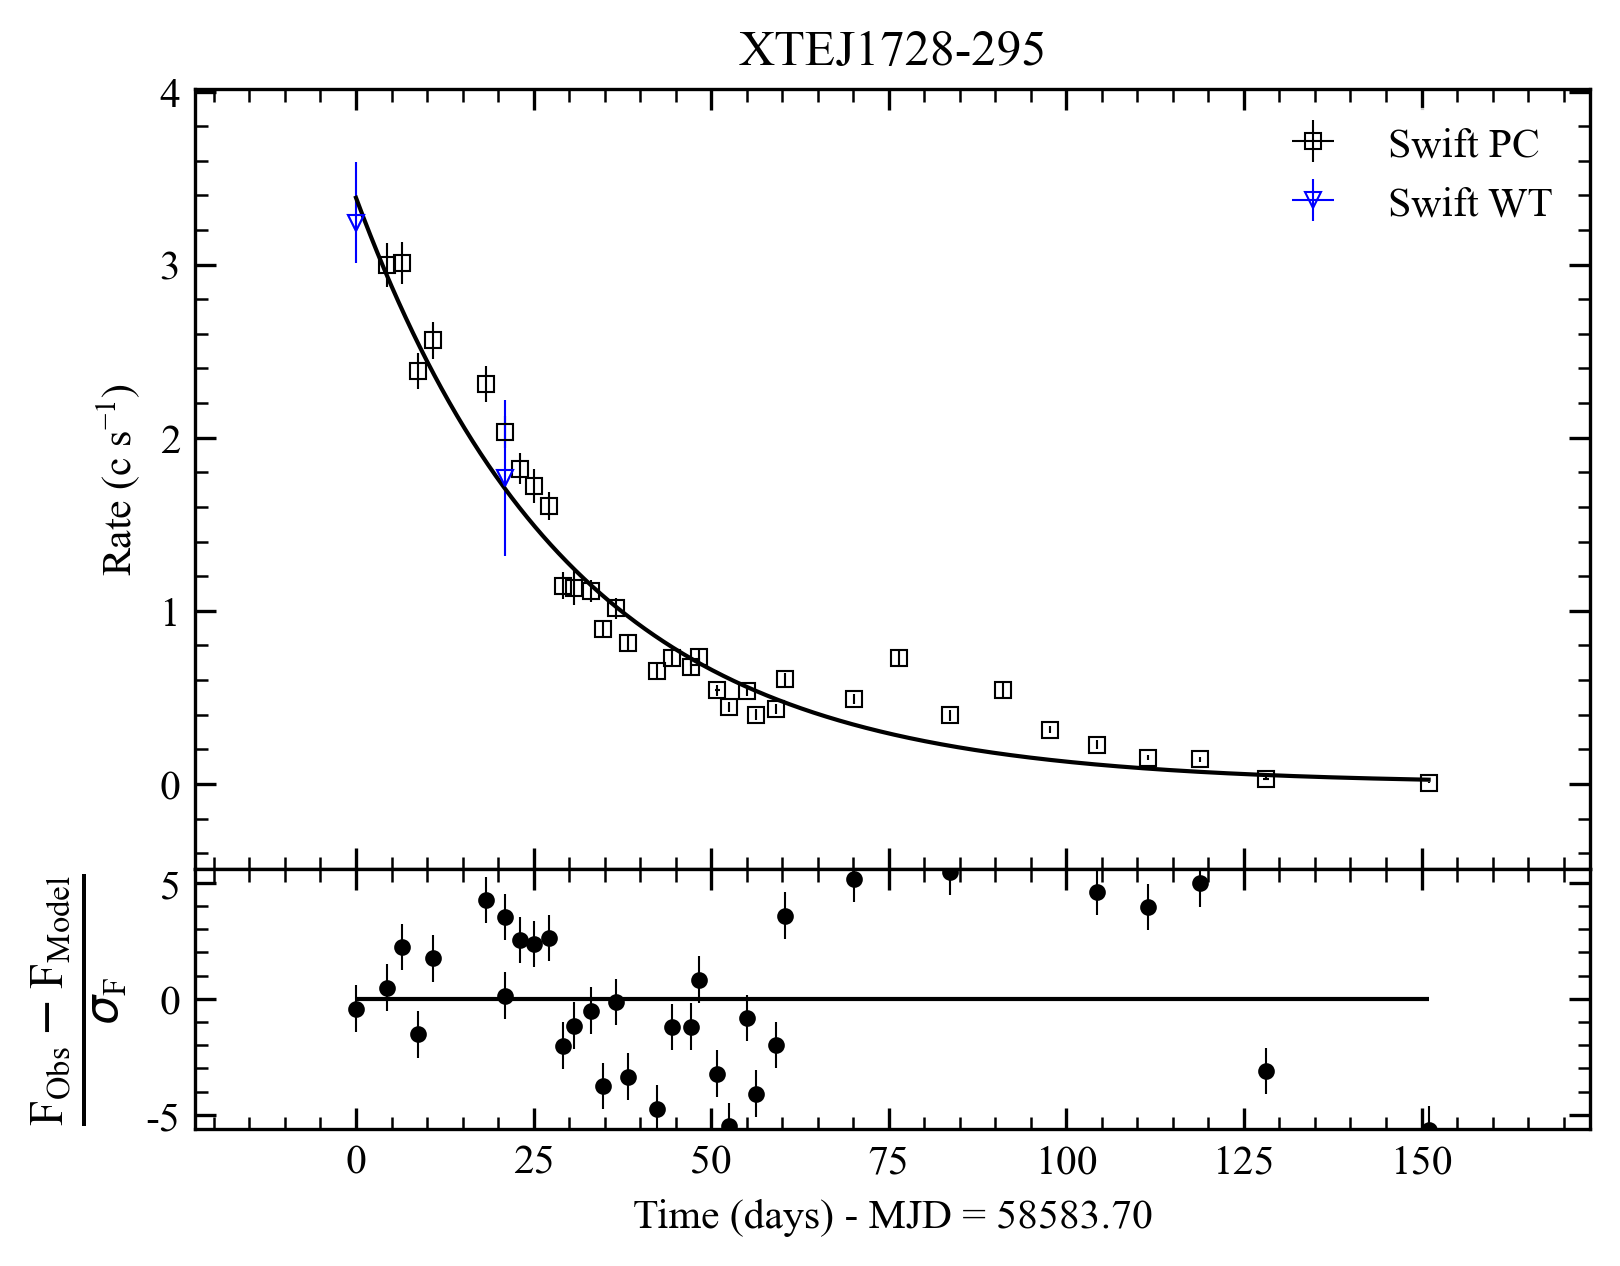 XTEJ1728-295
4
3
2
1
0
Rate (c s⁻¹)
Swift PC
Swift WT
5
0
-5
F_Obs − F_Model
σ_F
0 25 50 75 100 125 150
Time (days) - MJD = 58583.70